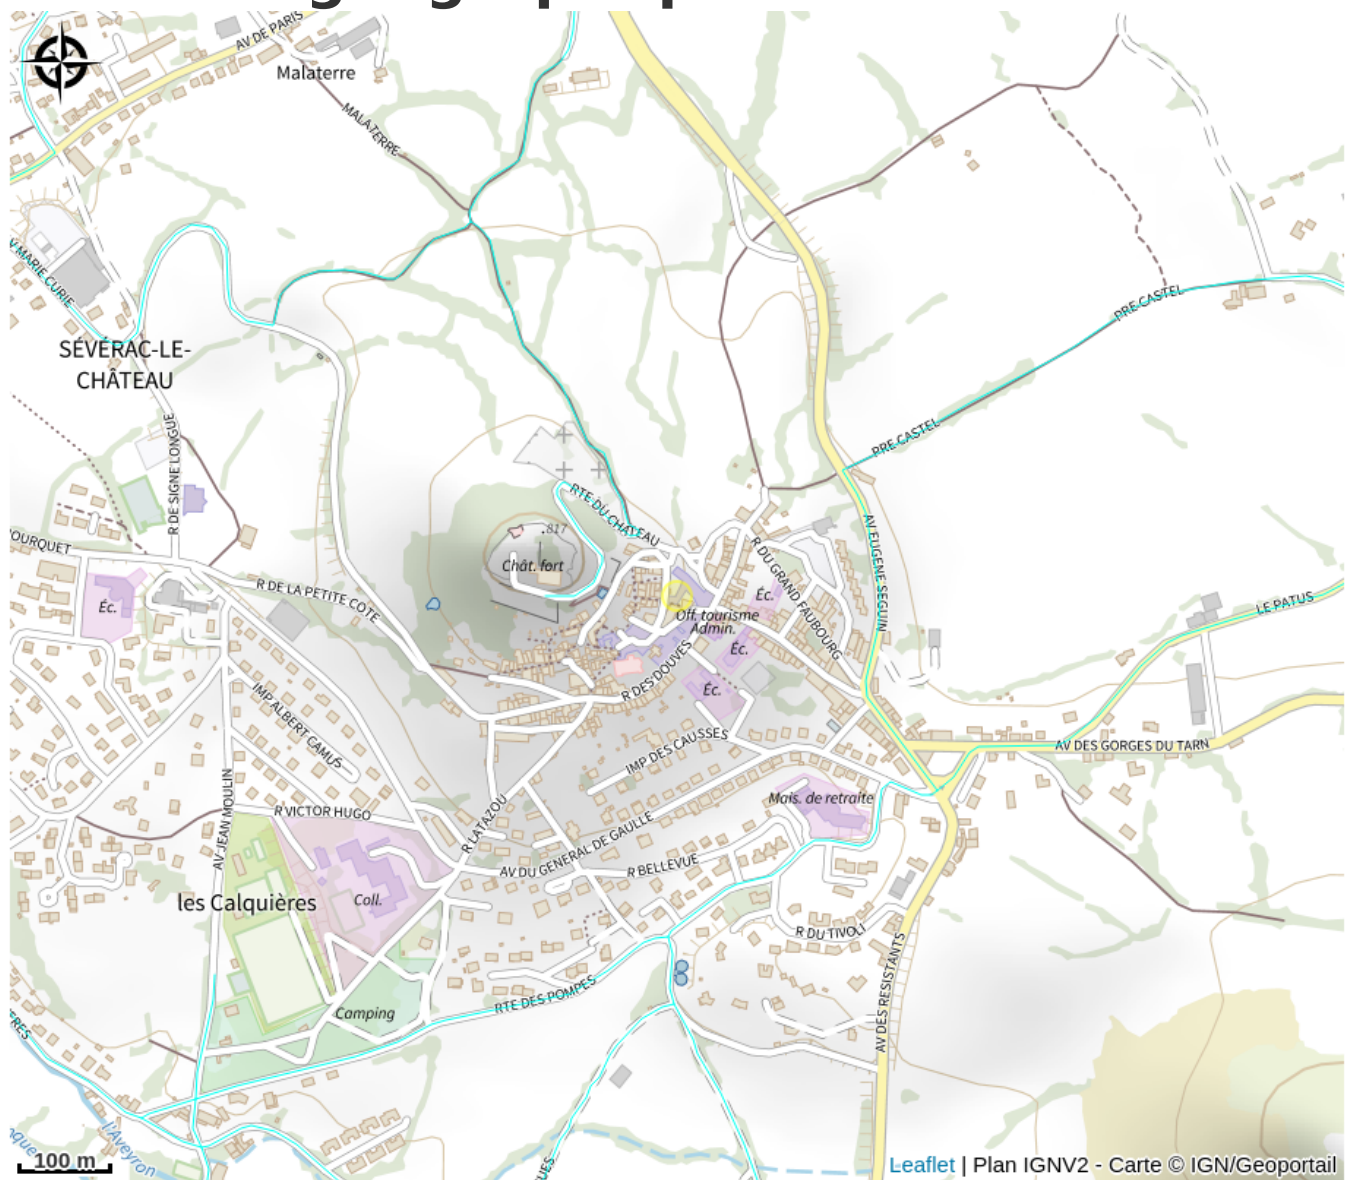 AV DE PARIS
Malaterre
MALATERRE
MARIE CURIE
SÉVÉRAC-LE-
CHÂTEAU
PRE CASTEL
PRE CASTEL
R DE SIGNE LONGUE
RTE DU CHATEAU
817
Chât. fort
OURQUET
R DE LA PETITE COTE
Éc.
AV EUGENE SEGUIN
R DU GRAND FAUBOURG
Éc.
Off. tourisme
Admin.
Éc.
LE PATUS
R DES DOUVES
Éc.
IMP ALBERT CAMUS
IMP DES CAUSSES
AV DES GORGES DU TARN
AV JEAN MOULIN
R VICTOR HUGO
R LATAZOU
Mais. de retraite
AV DU GENERAL DE GAULLE
R BELLEVUE
les Calquières
Coll.
R DU TIVOLI
AV DES RESISTANTS
RTE DES POMPES
Camping
ERES
l'Aveyron
UES
100 m
Leaflet | Plan IGNV2 - Carte © IGN/Geoportail